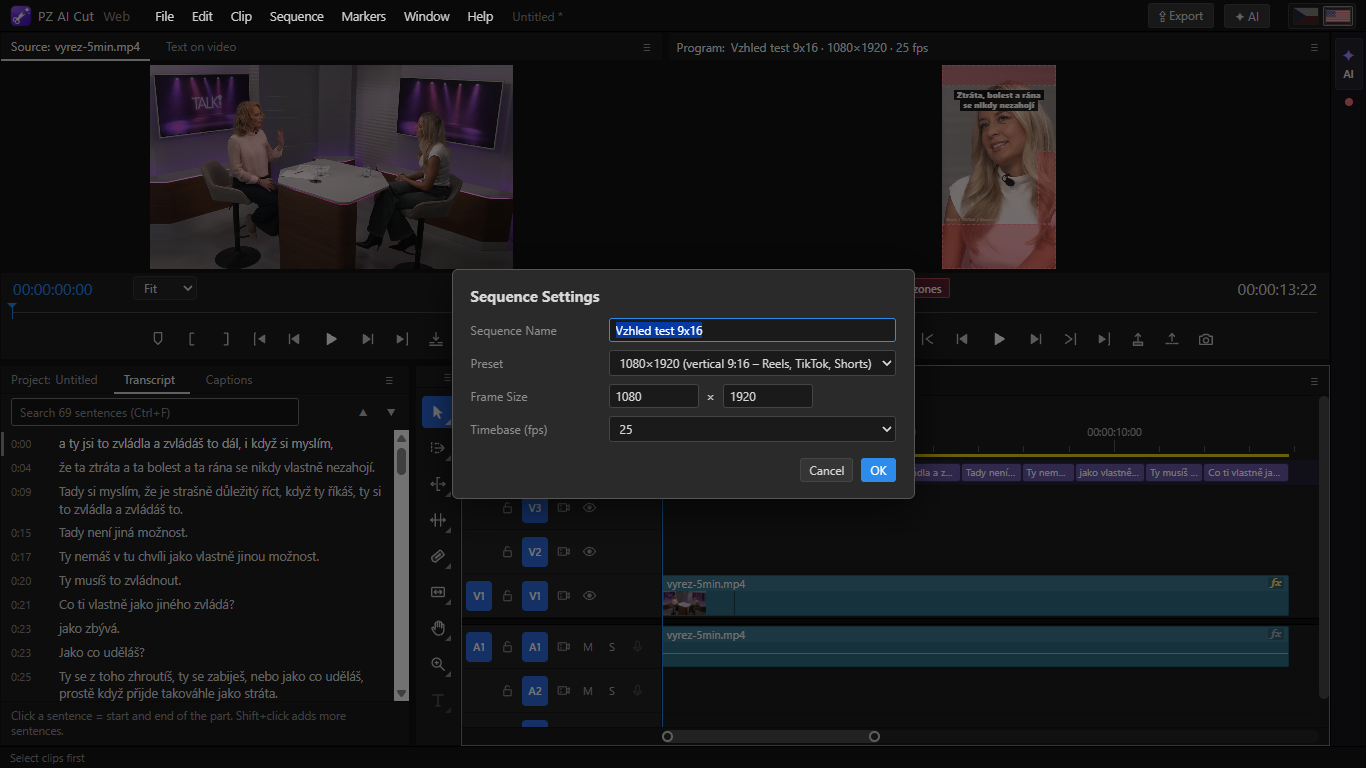 PZ AI Cut Web File Edit Clip Sequence Markers Window Help Untitled * Export AI
Source: vyrez-5min.mp4 Text on video
Program: Vzhled test 9x16 · 1080×1920 · 25 fps
AI
TALK
Ztráta, bolest a rána
se nikdy nezahojí
00:00:00:00 Fit
zones 00:00:13:22
Sequence Settings
Sequence Name Vzhled test 9x16
Preset 1080×1920 (vertical 9:16 – Reels, TikTok, Shorts)
Frame Size 1080 × 1920
Timebase (fps) 25
Cancel OK
Project: Untitled Transcript Captions
Search 69 sentences (Ctrl+F)
0:00 a ty jsi to zvládla a zvládáš to dál, i když si myslím,
0:04 že ta ztráta a ta bolest a ta rána se nikdy vlastně nezahojí.
0:09 Tady si myslím, že je strašně důležitý říct, když ty říkáš, ty si
to zvládla a zvládáš to.
0:15 Tady není jiná možnost.
0:17 Ty nemáš v tu chvíli jako vlastně jinou možnost.
0:20 Ty musíš to zvládnout.
0:21 Co ti vlastně jako jiného zvládá?
0:23 jako zbývá.
0:23 Jako co uděláš?
0:25 Ty se z toho zhroutíš, ty se zabiješ, nebo jako co uděláš,
prostě když přijde takováhle jako stráta.
Click a sentence = start and end of the part. Shift+click adds more
sentences.
Select clips first
T
00:00:10:00
dla a z... Tady není... Ty nem... jako vlastně... Ty musíš ... Co ti vlastně ja...
V3
V2
V1 V1 vyrez-5min.mp4 fx
A1 A1 M S vyrez-5min.mp4 fx
A2 M S